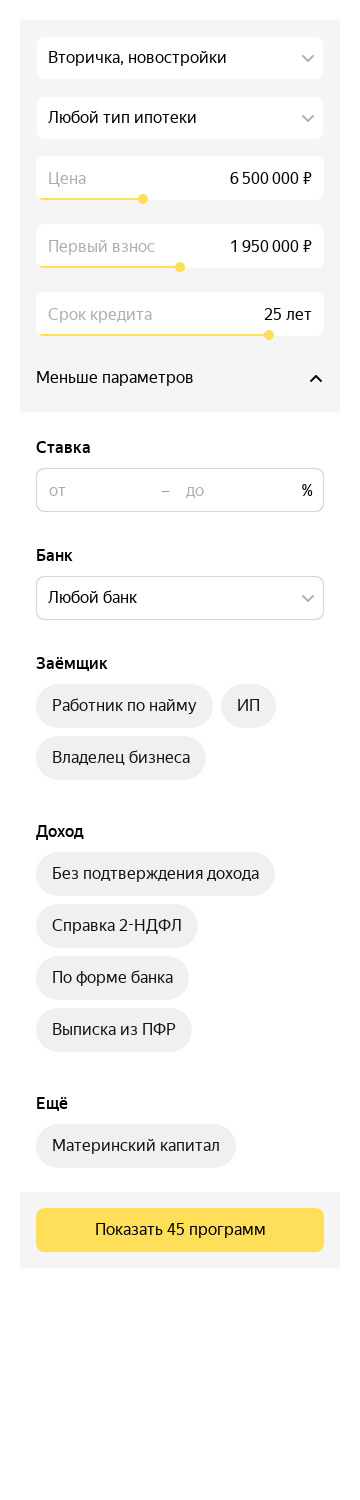 Вторичка, новостройки
Любой тип ипотеки
Цена 6 500 000 ₽
Первый взнос 1 950 000 ₽
Срок кредита 25 лет
Меньше параметров
Ставка
от – до %
Банк
Любой банк
Заёмщик
Работник по найму ИП
Владелец бизнеса
Доход
Без подтверждения дохода
Справка 2-НДФЛ
По форме банка
Выписка из ПФР
Ещё
Материнский капитал
Показать 45 программ